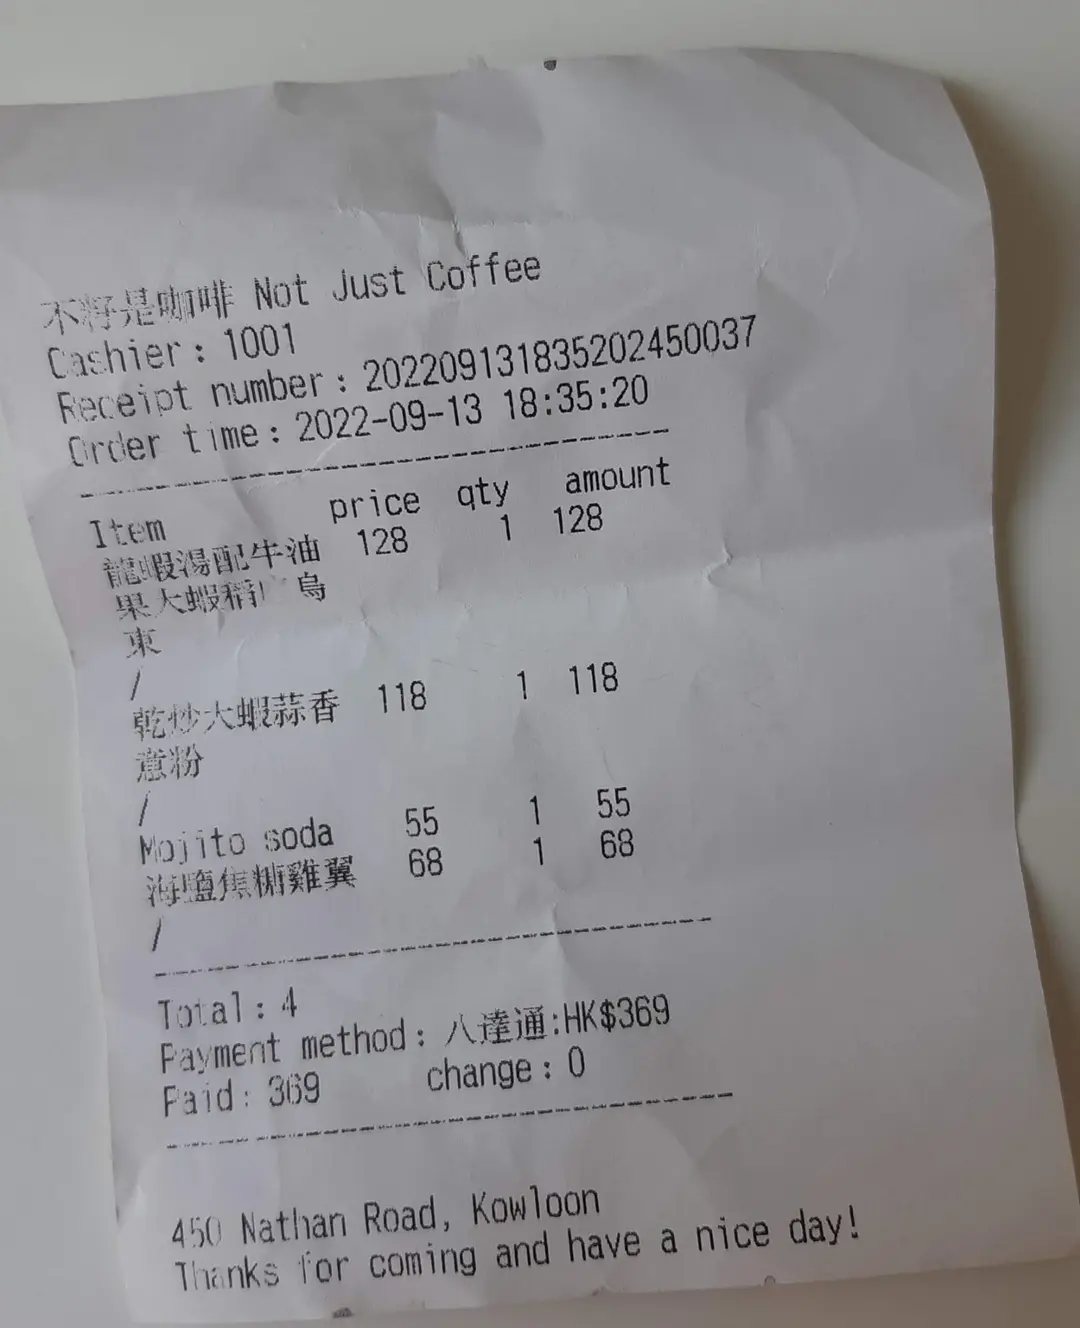 不籽是咖啡 Not Just Coffee
Cashier: 1001
Receipt number: 202209131835202450037
Order time: 2022-09-13 18:35:20
Item price qty amount
龍蝦湯配牛油 128 1 128
果大蝦稻 烏
東
/
乾炒大蝦蒜香 118 1 118
意粉
/
Mojito soda 55 1 55
海鹽焦糖雞翼 68 1 68
/
Total: 4
Payment method: 八達通:HK$369
Paid: 369 change: 0
450 Nathan Road, Kowloon
Thanks for coming and have a nice day!